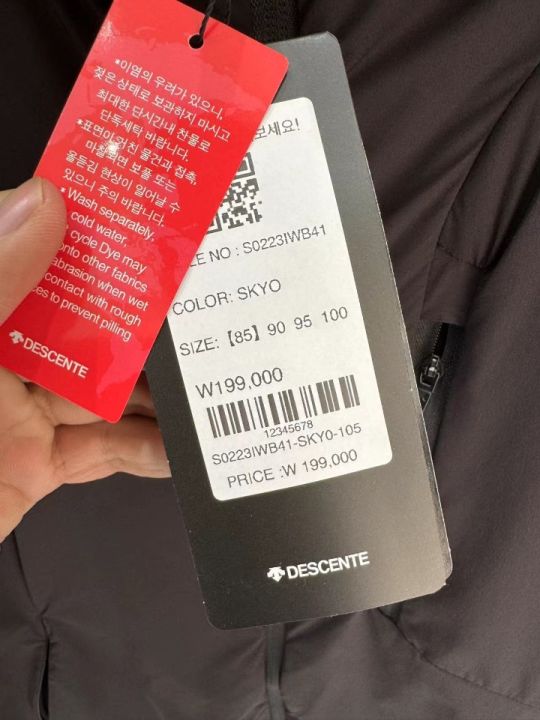 *이염의 우려가 있으니,
젖은 상태로 보관하지 마시고
최대한 단시간내 찬물로
단독세탁 바랍니다.
*표면이 거친 물건과 접촉,
마찰되면 보풀 또는
올뜯김 현상이 일어날 수
있으니 주의 바랍니다.
* Wash separately,
cold water,
cycle Dye may
onto other fabrics
abrasion when wet
contact with rough
to prevent pilling
DESCENTE
보세요!
NO : S0223IWB41
COLOR: SKYO
SIZE: 【85】 90 95 100
W199,000
12345678
S0223IWB41-SKY0-105
PRICE :W 199,000
DESCENTE